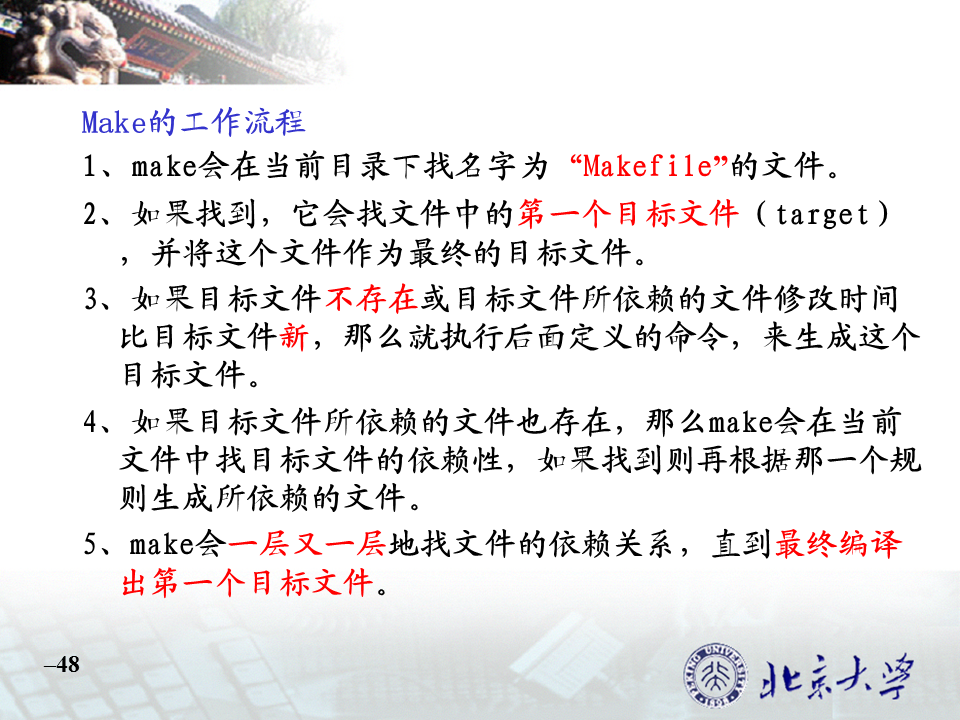 Make的工作流程
1、make会在当前目录下找名字为“Makefile”的文件。
2、如果找到，它会找文件中的第一个目标文件（target）
，并将这个文件作为最终的目标文件。
3、如果目标文件不存在或目标文件所依赖的文件修改时间
比目标文件新，那么就执行后面定义的命令，来生成这个
目标文件。
4、如果目标文件所依赖的文件也存在，那么make会在当前
文件中找目标文件的依赖性，如果找到则再根据那一个规
则生成所依赖的文件。
5、make会一层又一层地找文件的依赖关系，直到最终编译
出第一个目标文件。
–48
PEKING UNIVERSITY
1898
北京大学